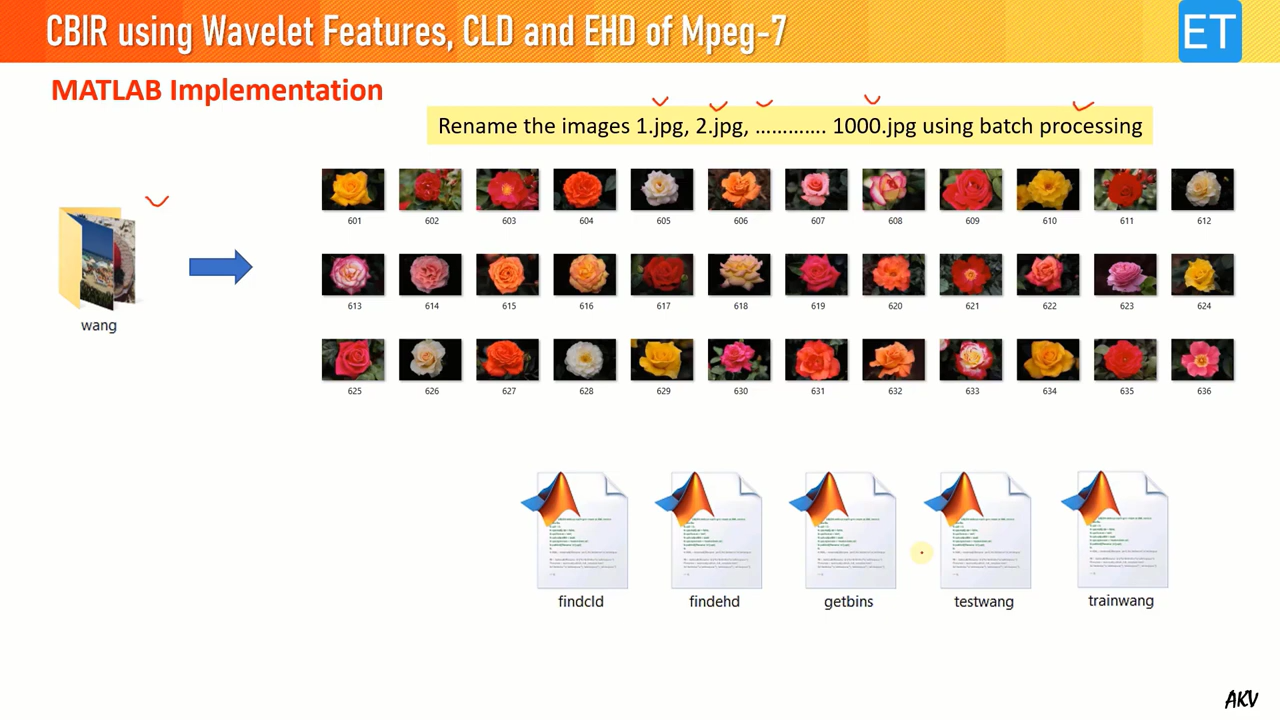 CBIR using Wavelet Features, CLD and EHD of Mpeg-7
ET
MATLAB Implementation
Rename the images 1.jpg, 2.jpg, ............. 1000.jpg using batch processing
601 602 603 604 605 606 607 608 609 610 611 612
wang
613 614 615 616 617 618 619 620 621 622 623 624
625 626 627 628 629 630 631 632 633 634 635 636
findcld findehd getbins testwang trainwang
AKV